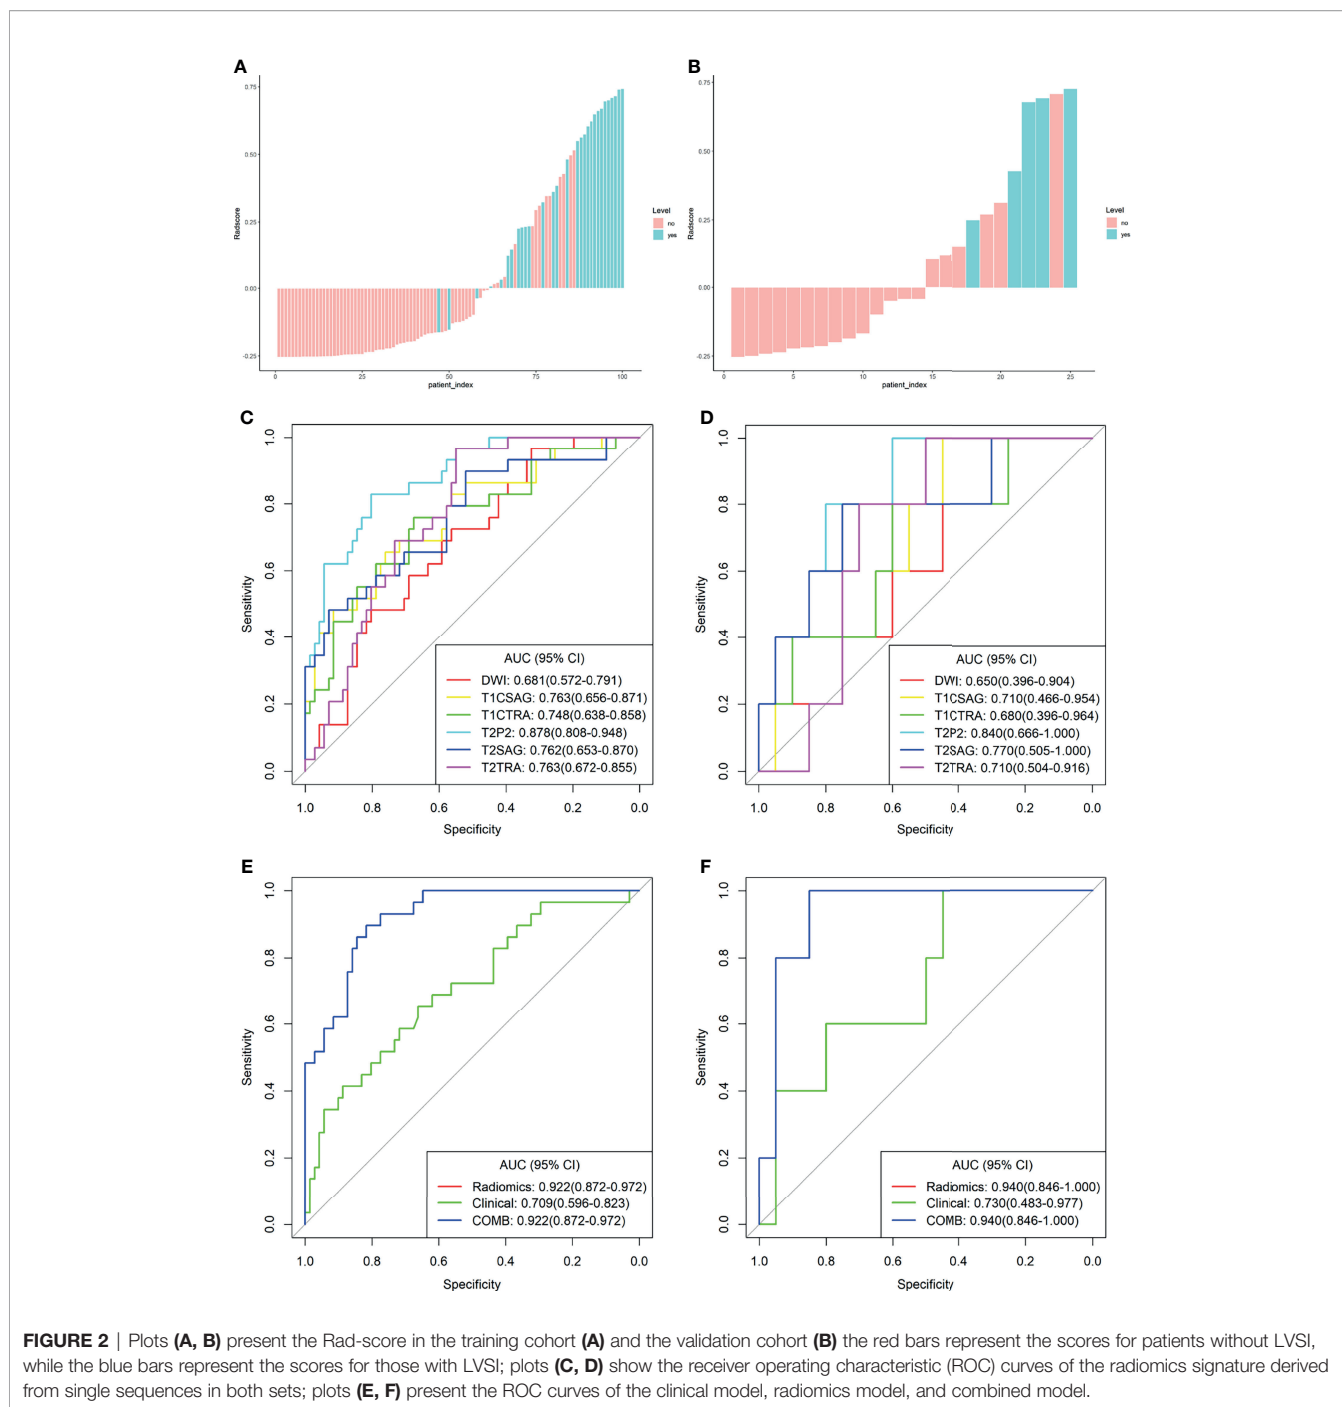 A
0.75
0.50
0.25
0.00
-0.25
Radscore
0
25
50
75
100
patient_index
Level
no
yes
B
0.75
0.50
0.25
0.00
-0.25
Radscore
0
5
10
15
20
25
patient_index
Level
no
yes
C
1.0
0.8
0.6
0.4
0.2
0.0
Sensitivity
AUC (95% CI)
DWI: 0.681(0.572-0.791)
T1CSAG: 0.763(0.656-0.871)
T1CTRA: 0.748(0.638-0.858)
T2P2: 0.878(0.808-0.948)
T2SAG: 0.762(0.653-0.870)
T2TRA: 0.763(0.672-0.855)
1.0 0.8 0.6 0.4 0.2 0.0
Specificity
D
1.0
0.8
0.6
0.4
0.2
0.0
Sensitivity
AUC (95% CI)
DWI: 0.650(0.396-0.904)
T1CSAG: 0.710(0.466-0.954)
T1CTRA: 0.680(0.396-0.964)
T2P2: 0.840(0.666-1.000)
T2SAG: 0.770(0.505-1.000)
T2TRA: 0.710(0.504-0.916)
1.0 0.8 0.6 0.4 0.2 0.0
Specificity
E
1.0
0.8
0.6
0.4
0.2
0.0
Sensitivity
AUC (95% CI)
Radiomics: 0.922(0.872-0.972)
Clinical: 0.709(0.596-0.823)
COMB: 0.922(0.872-0.972)
1.0 0.8 0.6 0.4 0.2 0.0
Specificity
F
1.0
0.8
0.6
0.4
0.2
0.0
Sensitivity
AUC (95% CI)
Radiomics: 0.940(0.846-1.000)
Clinical: 0.730(0.483-0.977)
COMB: 0.940(0.846-1.000)
1.0 0.8 0.6 0.4 0.2 0.0
Specificity
FIGURE 2 | Plots (A, B) present the Rad-score in the training cohort (A) and the validation cohort (B) the red bars represent the scores for patients without LVSI,
while the blue bars represent the scores for those with LVSI; plots (C, D) show the receiver operating characteristic (ROC) curves of the radiomics signature derived
from single sequences in both sets; plots (E, F) present the ROC curves of the clinical model, radiomics model, and combined model.